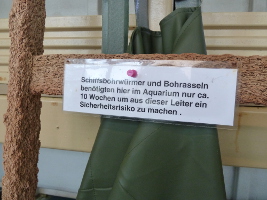 Schiffsbohrwürmer und Bohrasseln
benötigten hier im Aquarium nur ca.
10 Wochen um aus dieser Leiter ein
Sicherheitsrisiko zu machen .